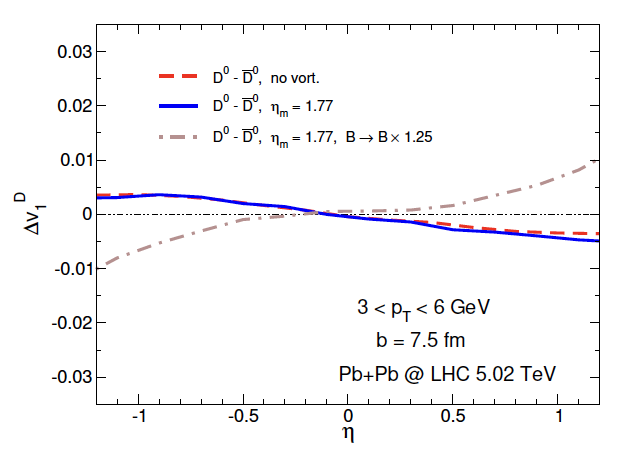 0.03
0.02
0.01
0
-0.01
-0.02
-0.03
Δv₁ᴰ
D⁰ - D̅⁰, no vort.
D⁰ - D̅⁰, ηₘ = 1.77
D⁰ - D̅⁰, ηₘ = 1.77, B → B × 1.25
3 < p_T < 6 GeV
b = 7.5 fm
Pb+Pb @ LHC 5.02 TeV
-1 -0.5 0 0.5 1
η